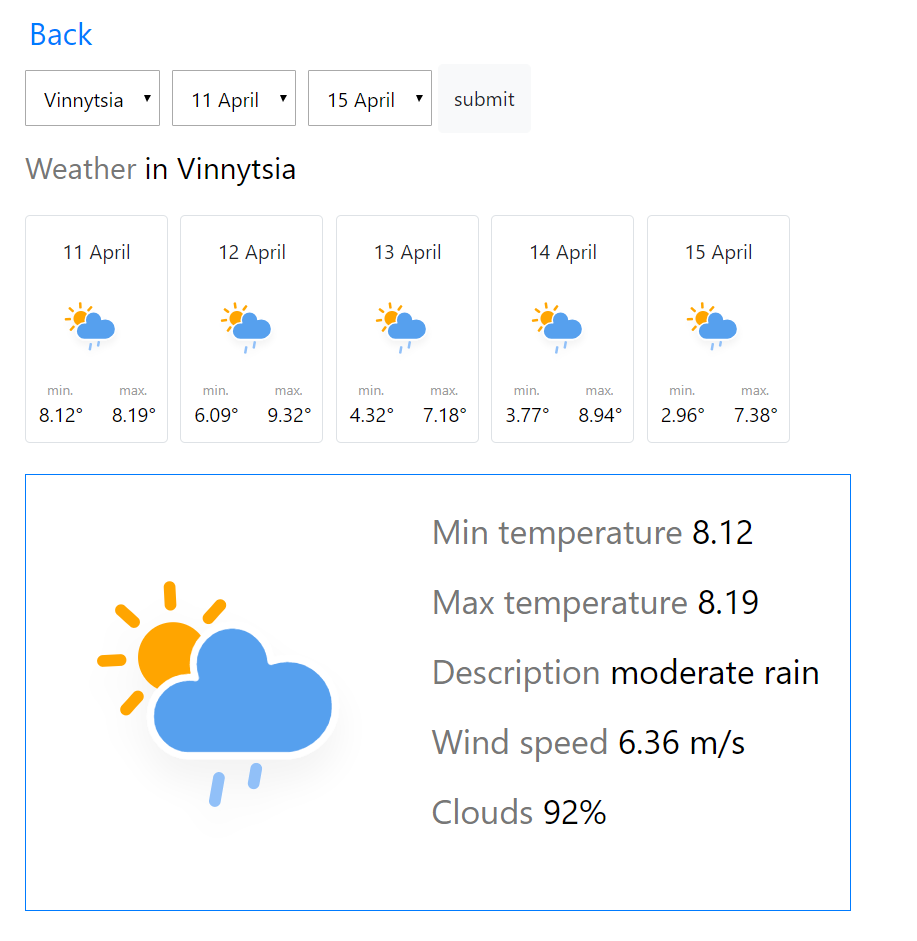 Back
Vinnytsia 11 April 15 April submit
Weather in Vinnytsia
11 April 12 April 13 April 14 April 15 April
min. max. min. max. min. max. min. max. min. max.
8.12° 8.19° 6.09° 9.32° 4.32° 7.18° 3.77° 8.94° 2.96° 7.38°
Min temperature 8.12
Max temperature 8.19
Description moderate rain
Wind speed 6.36 m/s
Clouds 92%